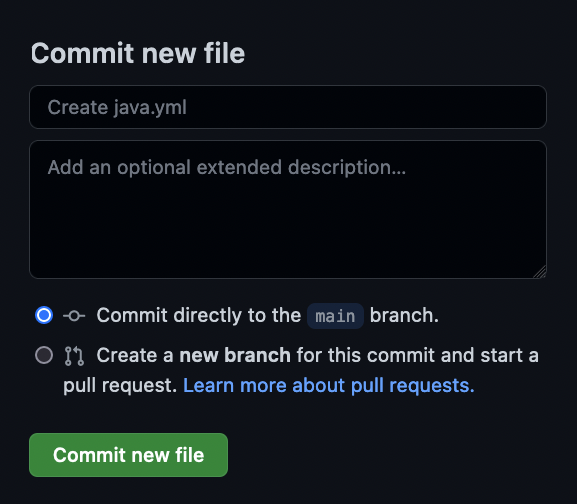 Commit new file
Create java.yml
Add an optional extended description...
Commit directly to the main branch.
Create a new branch for this commit and start a
pull request. Learn more about pull requests.
Commit new file